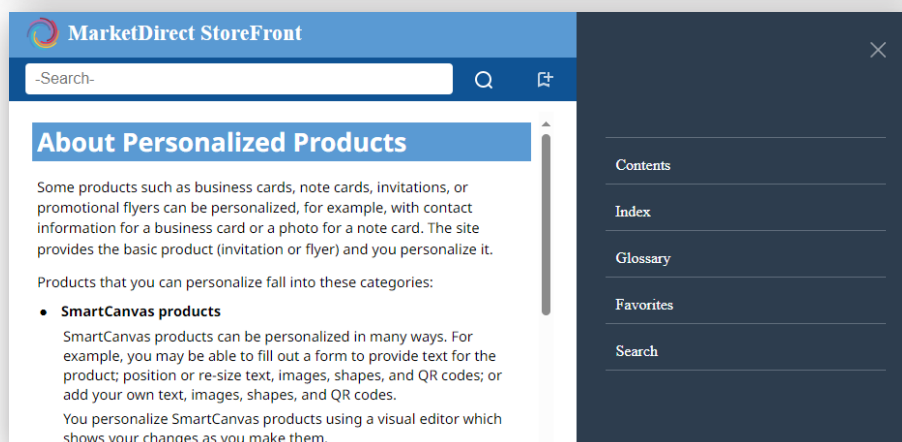 MarketDirect StoreFront
-Search-
About Personalized Products
Some products such as business cards, note cards, invitations, or
promotional flyers can be personalized, for example, with contact
information for a business card or a photo for a note card. The site
provides the basic product (invitation or flyer) and you personalize it.
Products that you can personalize fall into these categories:
• SmartCanvas products
SmartCanvas products can be personalized in many ways. For
example, you may be able to fill out a form to provide text for the
product; position or re-size text, images, shapes, and QR codes; or
add your own text, images, shapes, and QR codes.
You personalize SmartCanvas products using a visual editor which
shows your changes as you make them.
Contents
Index
Glossary
Favorites
Search